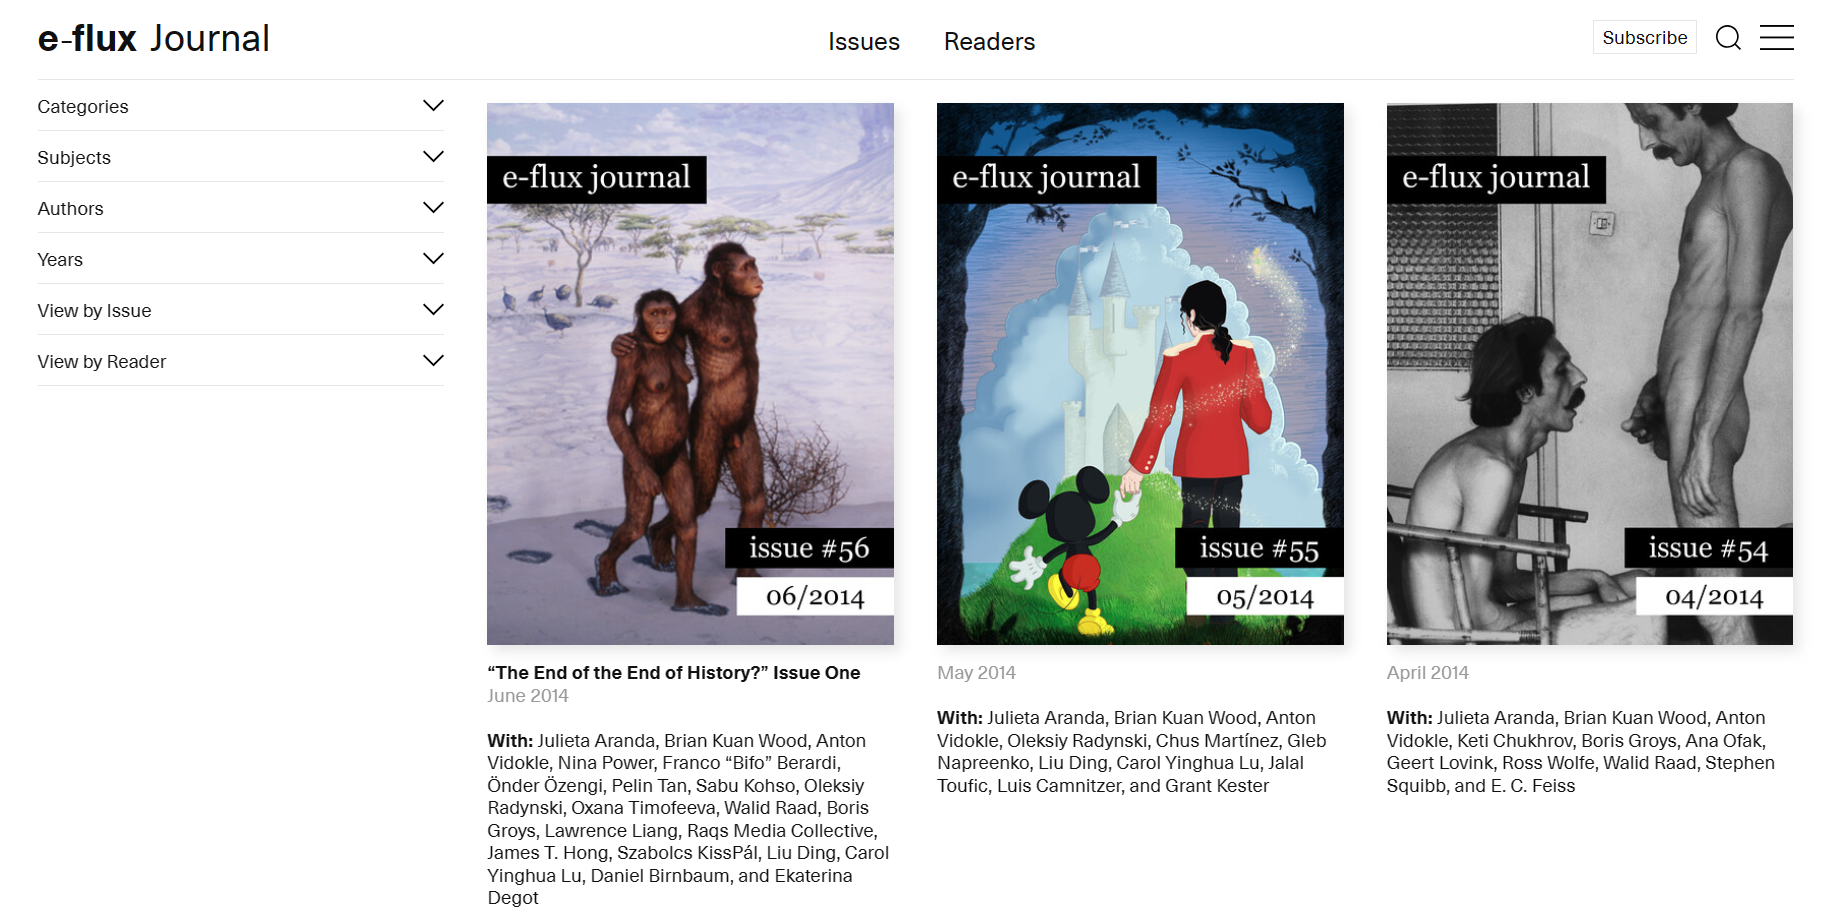 e-flux Journal
Issues
Readers
Subscribe
Categories
Subjects
Authors
Years
View by Issue
View by Reader
e-flux journal
issue #56
06/2014
“The End of the End of History?” Issue One
June 2014
With: Julieta Aranda, Brian Kuan Wood, Anton
Vidokle, Nina Power, Franco “Bifo” Berardi,
Önder Özengi, Pelin Tan, Sabu Kohso, Oleksiy
Radynski, Oxana Timofeeva, Walid Raad, Boris
Groys, Lawrence Liang, Raqs Media Collective,
James T. Hong, Szabolcs KissPál, Liu Ding, Carol
Yinghua Lu, Daniel Birnbaum, and Ekaterina
Degot
e-flux journal
issue #55
05/2014
May 2014
With: Julieta Aranda, Brian Kuan Wood, Anton
Vidokle, Oleksiy Radynski, Chus Martínez, Gleb
Napreenko, Liu Ding, Carol Yinghua Lu, Jalal
Toufic, Luis Camnitzer, and Grant Kester
e-flux journal
issue #54
04/2014
April 2014
With: Julieta Aranda, Brian Kuan Wood, Anton
Vidokle, Keti Chukhrov, Boris Groys, Ana Ofak,
Geert Lovink, Ross Wolfe, Walid Raad, Stephen
Squibb, and E. C. Feiss